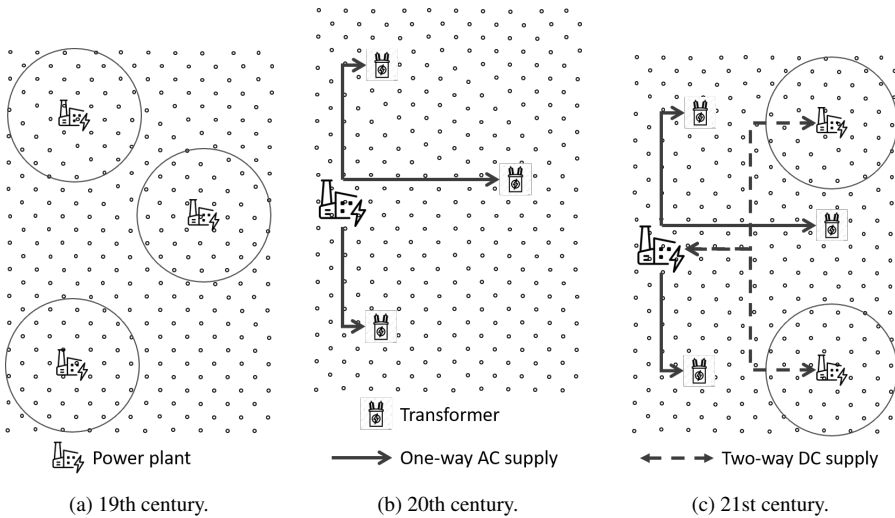 Transformer
Power plant
One-way AC supply
Two-way DC supply
(a) 19th century.
(b) 20th century.
(c) 21st century.